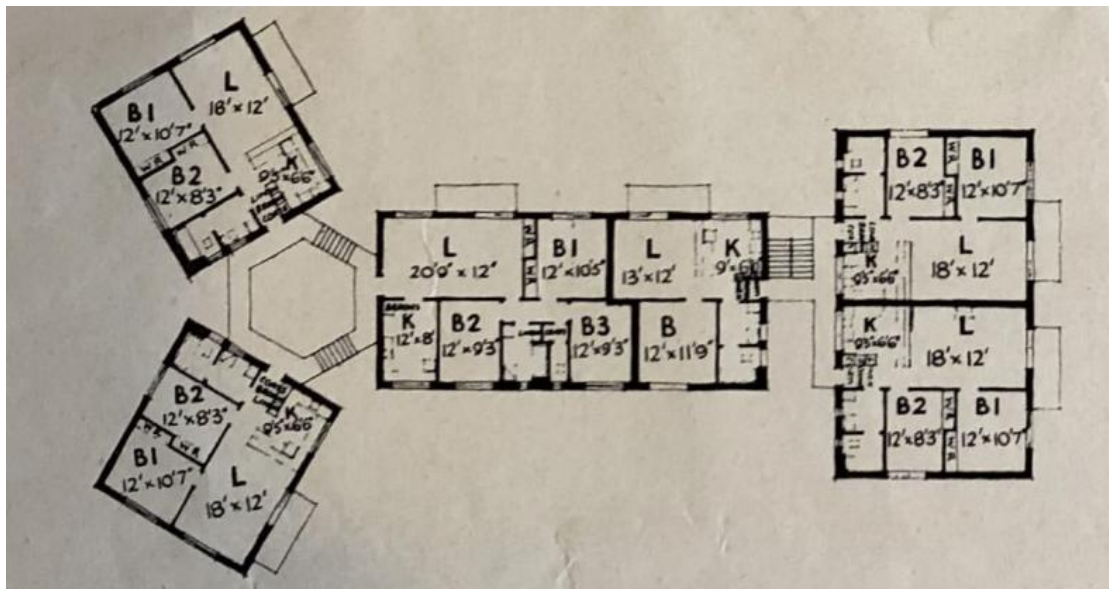 L
18' x 12'
B1
12' x 10'7"
W.R.
W.R.
B2
12' x 8'3"
K
9'5" x 6'6"
L
20'9" x 12"
W.R.
W.R.
B1
12' x 10'5"
L
13' x 12'
K
K
12' x 8'
B2
12' x 9'3"
B3
12' x 9'3"
B
12' x 11'9"
B2
12' x 8'3"
W.R.
W.R.
B1
12' x 10'7"
K
9'5" x 6'6"
L
18' x 12'
K
9'5" x 6'6"
L
18' x 12'
B2
12' x 8'3"
W.R.
W.R.
B1
12' x 10'7"
B2
12' x 8'3"
W.R.
W.R.
K
9'5" x 6'6"
B1
12' x 10'7"
L
18' x 12'